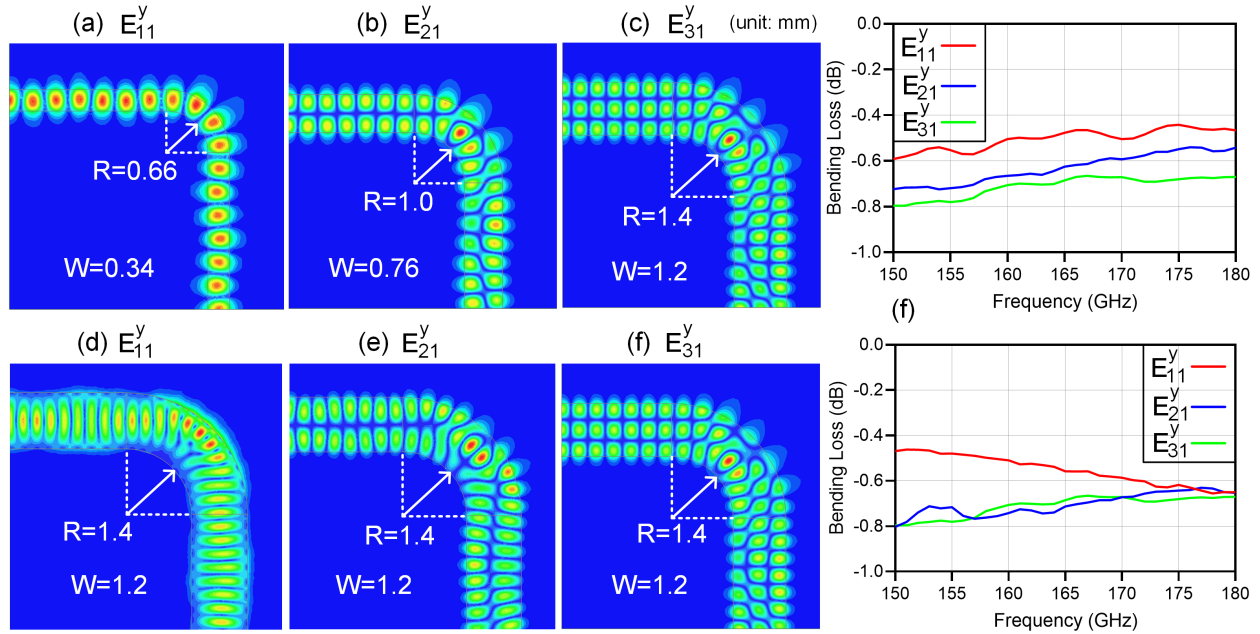 (a) E₁₁ʸ
(b) E₂₁ʸ
(c) E₃₁ʸ (unit: mm)
R=0.66
W=0.34
R=1.0
W=0.76
R=1.4
W=1.2
0.0
-0.2
-0.4
-0.6
-0.8
-1.0
Bending Loss (dB)
E₁₁ʸ
E₂₁ʸ
E₃₁ʸ
150 155 160 165 170 175 180
Frequency (GHz)
(f)
(d) E₁₁ʸ
(e) E₂₁ʸ
(f) E₃₁ʸ
R=1.4
W=1.2
R=1.4
W=1.2
R=1.4
W=1.2
0.0
-0.2
-0.4
-0.6
-0.8
-1.0
Bending Loss (dB)
E₁₁ʸ
E₂₁ʸ
E₃₁ʸ
150 155 160 165 170 175 180
Frequency (GHz)